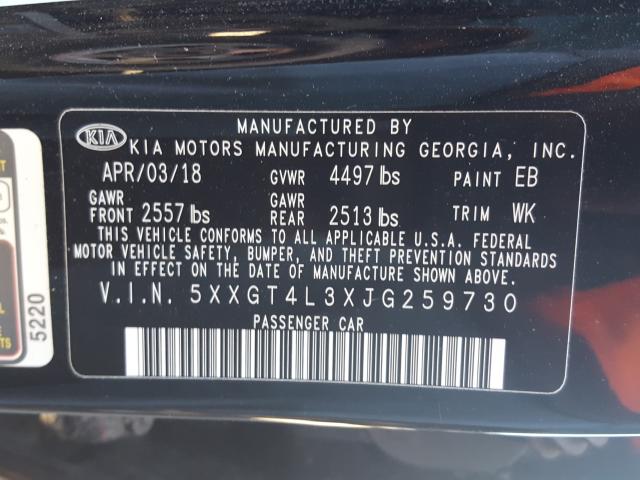 MANUFACTURED BY
KIA
KIA MOTORS MANUFACTURING GEORGIA, INC.
APR/03/18 GVWR 4497 lbs PAINT EB
GAWR FRONT 2557 lbs GAWR REAR 2513 lbs TRIM WK
THIS VEHICLE CONFORMS TO ALL APPLICABLE U.S.A. FEDERAL
MOTOR VEHICLE SAFETY, BUMPER, AND THEFT PREVENTION STANDARDS
IN EFFECT ON THE DATE OF MANUFACTURE SHOWN ABOVE.
V.I.N. 5XXGT4L3XJG259730
PASSENGER CAR
5220